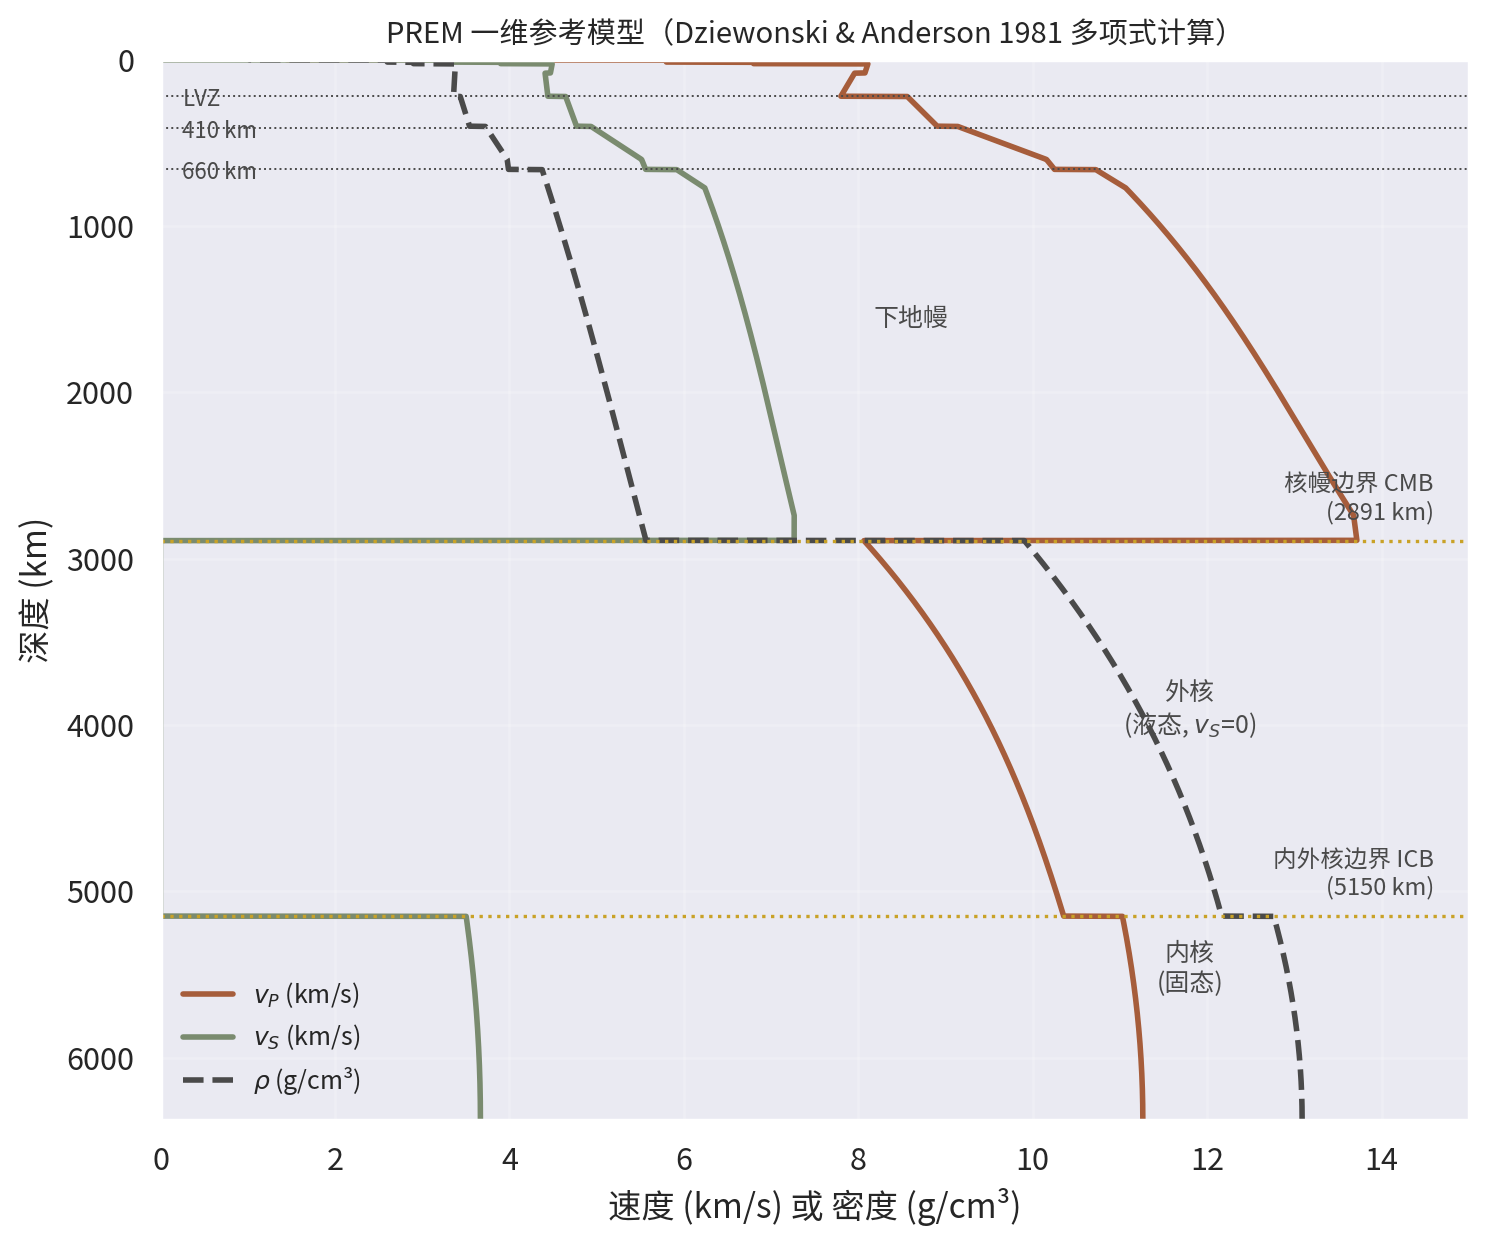 PREM 一维参考模型（Dziewonski & Anderson 1981 多项式计算）
0
LVZ
410 km
660 km
1000
下地幔
2000
核幔边界 CMB
(2891 km)
3000
外核
(液态, vS=0)
4000
内外核边界 ICB
(5150 km)
5000
内核
(固态)
vP (km/s)
vS (km/s)
ρ (g/cm³)
6000
深度 (km)
0 2 4 6 8 10 12 14
速度 (km/s) 或 密度 (g/cm³)